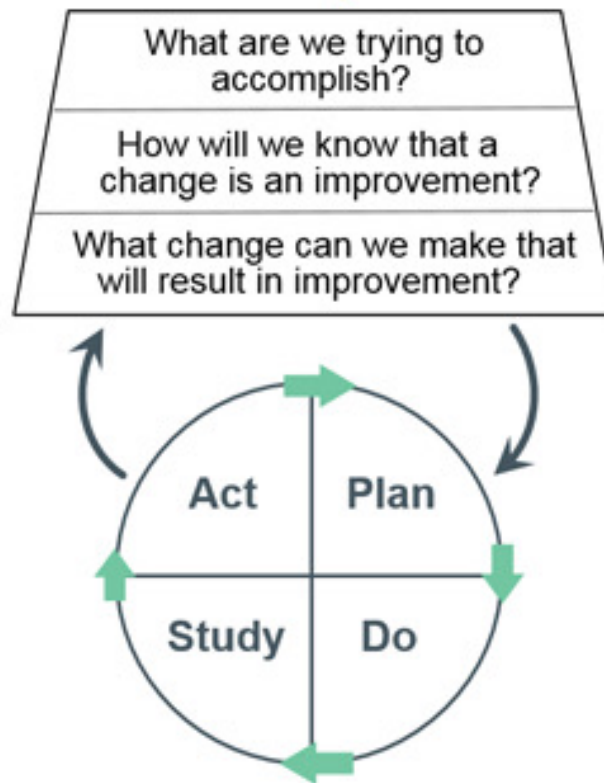 What are we trying to
accomplish?
How will we know that a
change is an improvement?
What change can we make that
will result in improvement?
Act
Plan
Study
Do